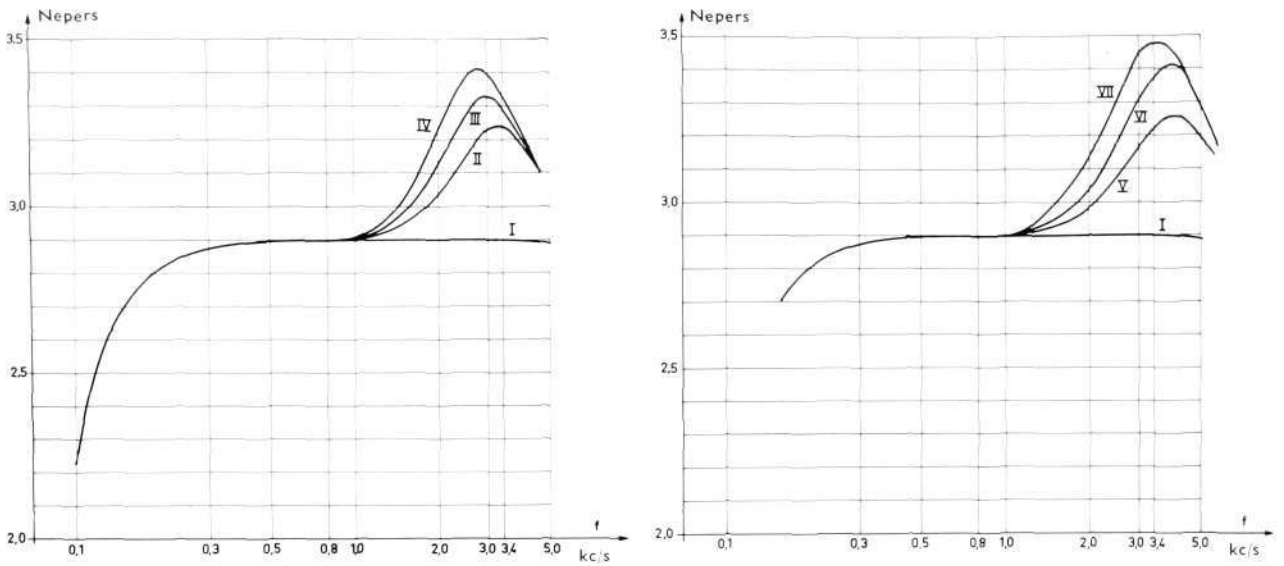 Nepers
3,5
IV
III
II
3,0
I
2,5
2,0
f
0,1 0,3 0,5 0,8 1,0 2,0 3,0 3,4 5,0
kc/s
Nepers
3,5
VII
VI
V
3,0
I
2,5
2,0
f
0,1 0,3 0,5 0,8 1,0 2,0 3,0 3,4 5,0
kc/s